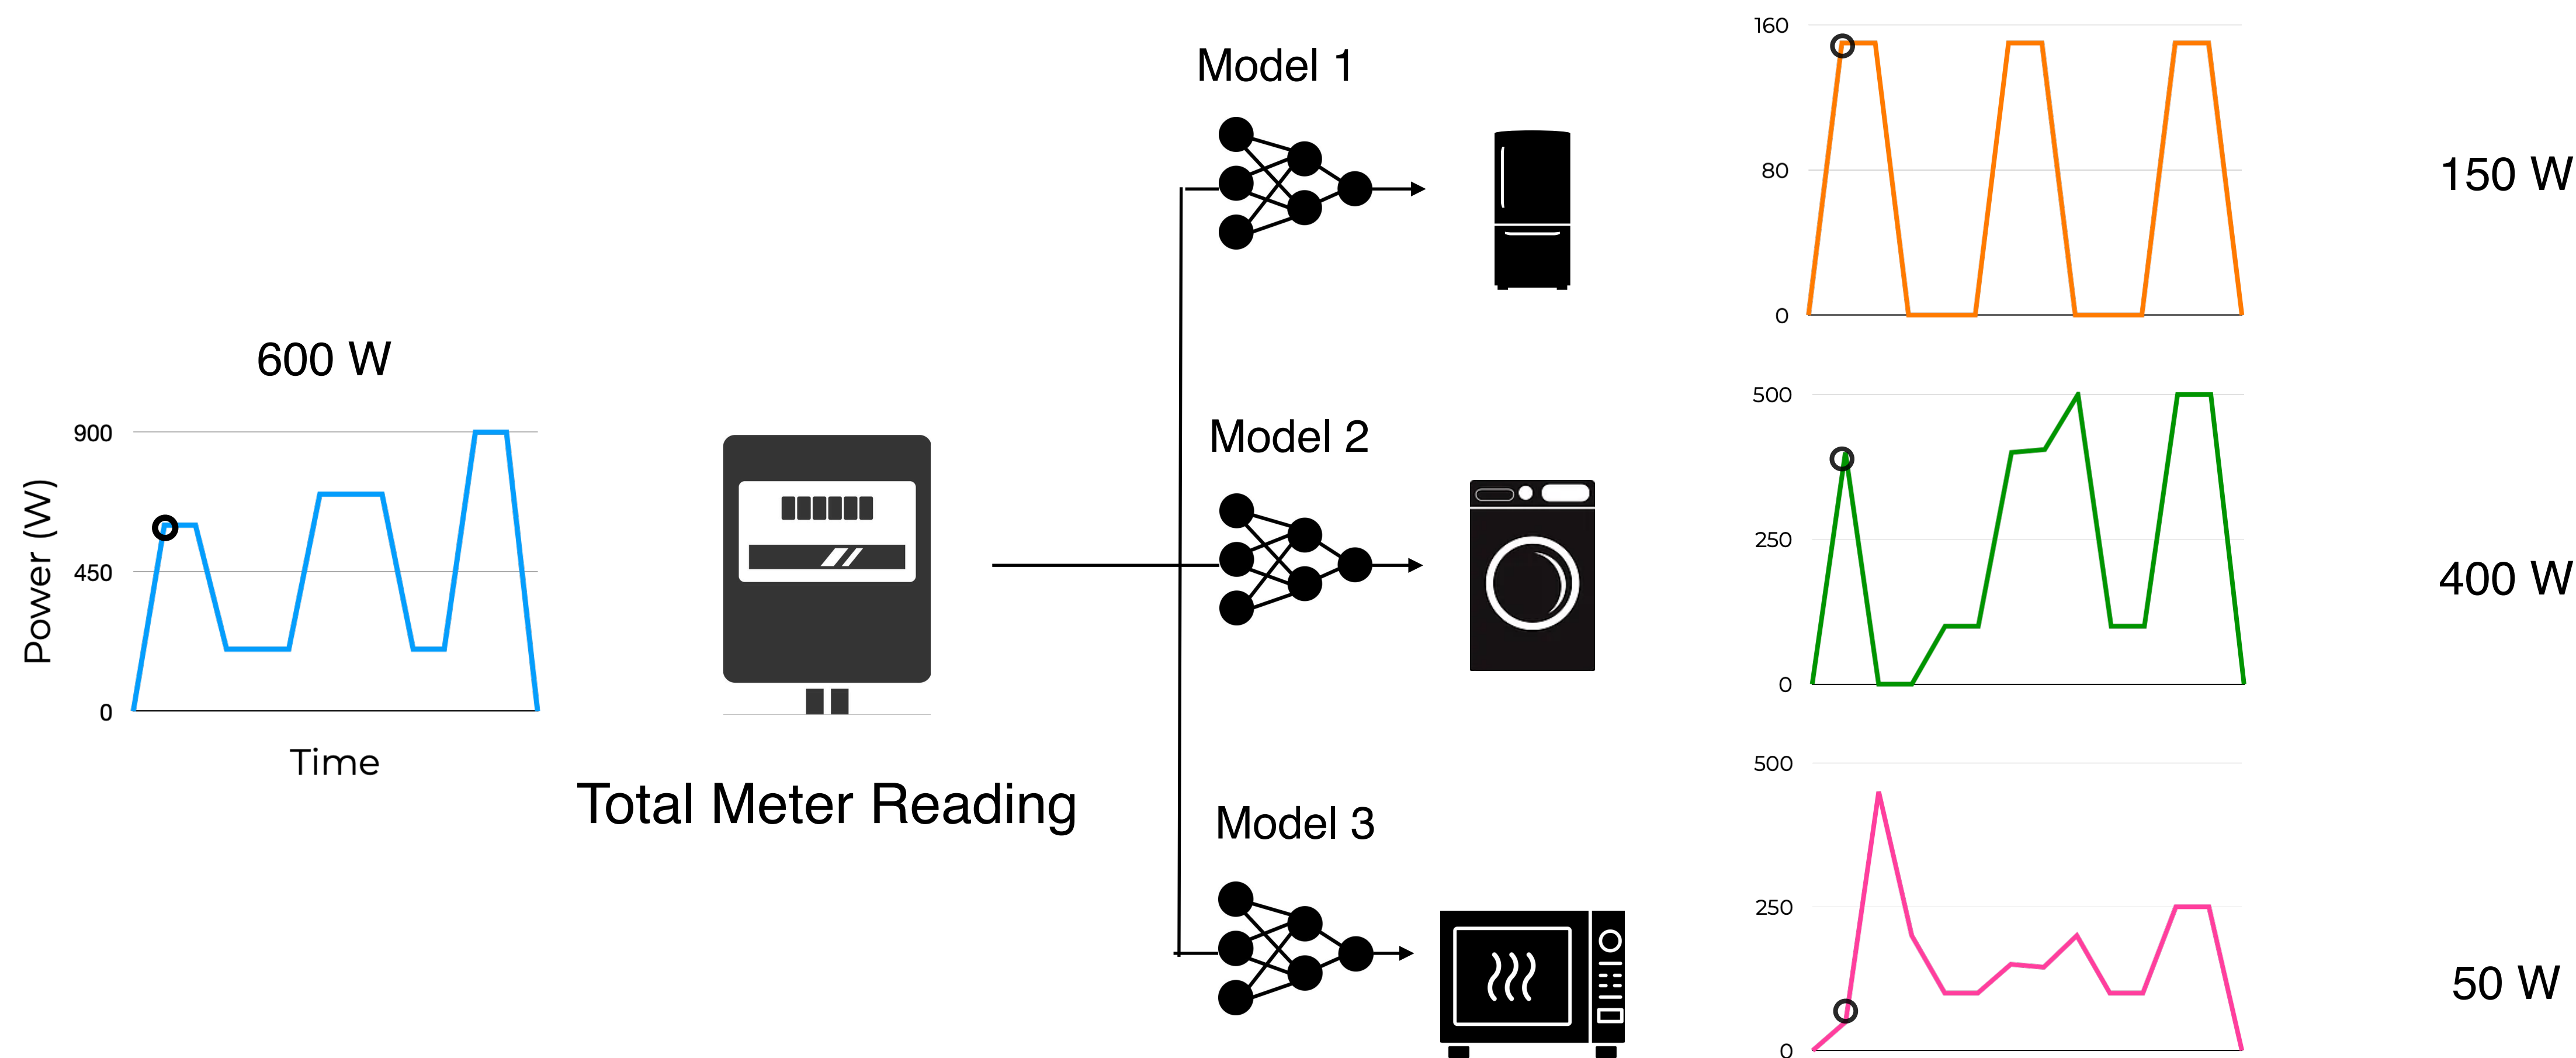 600 W
900
450
0
Power (W)
Time
Total Meter Reading
Model 1
160
80
0
150 W
Model 2
500
250
0
400 W
Model 3
500
250
0
50 W